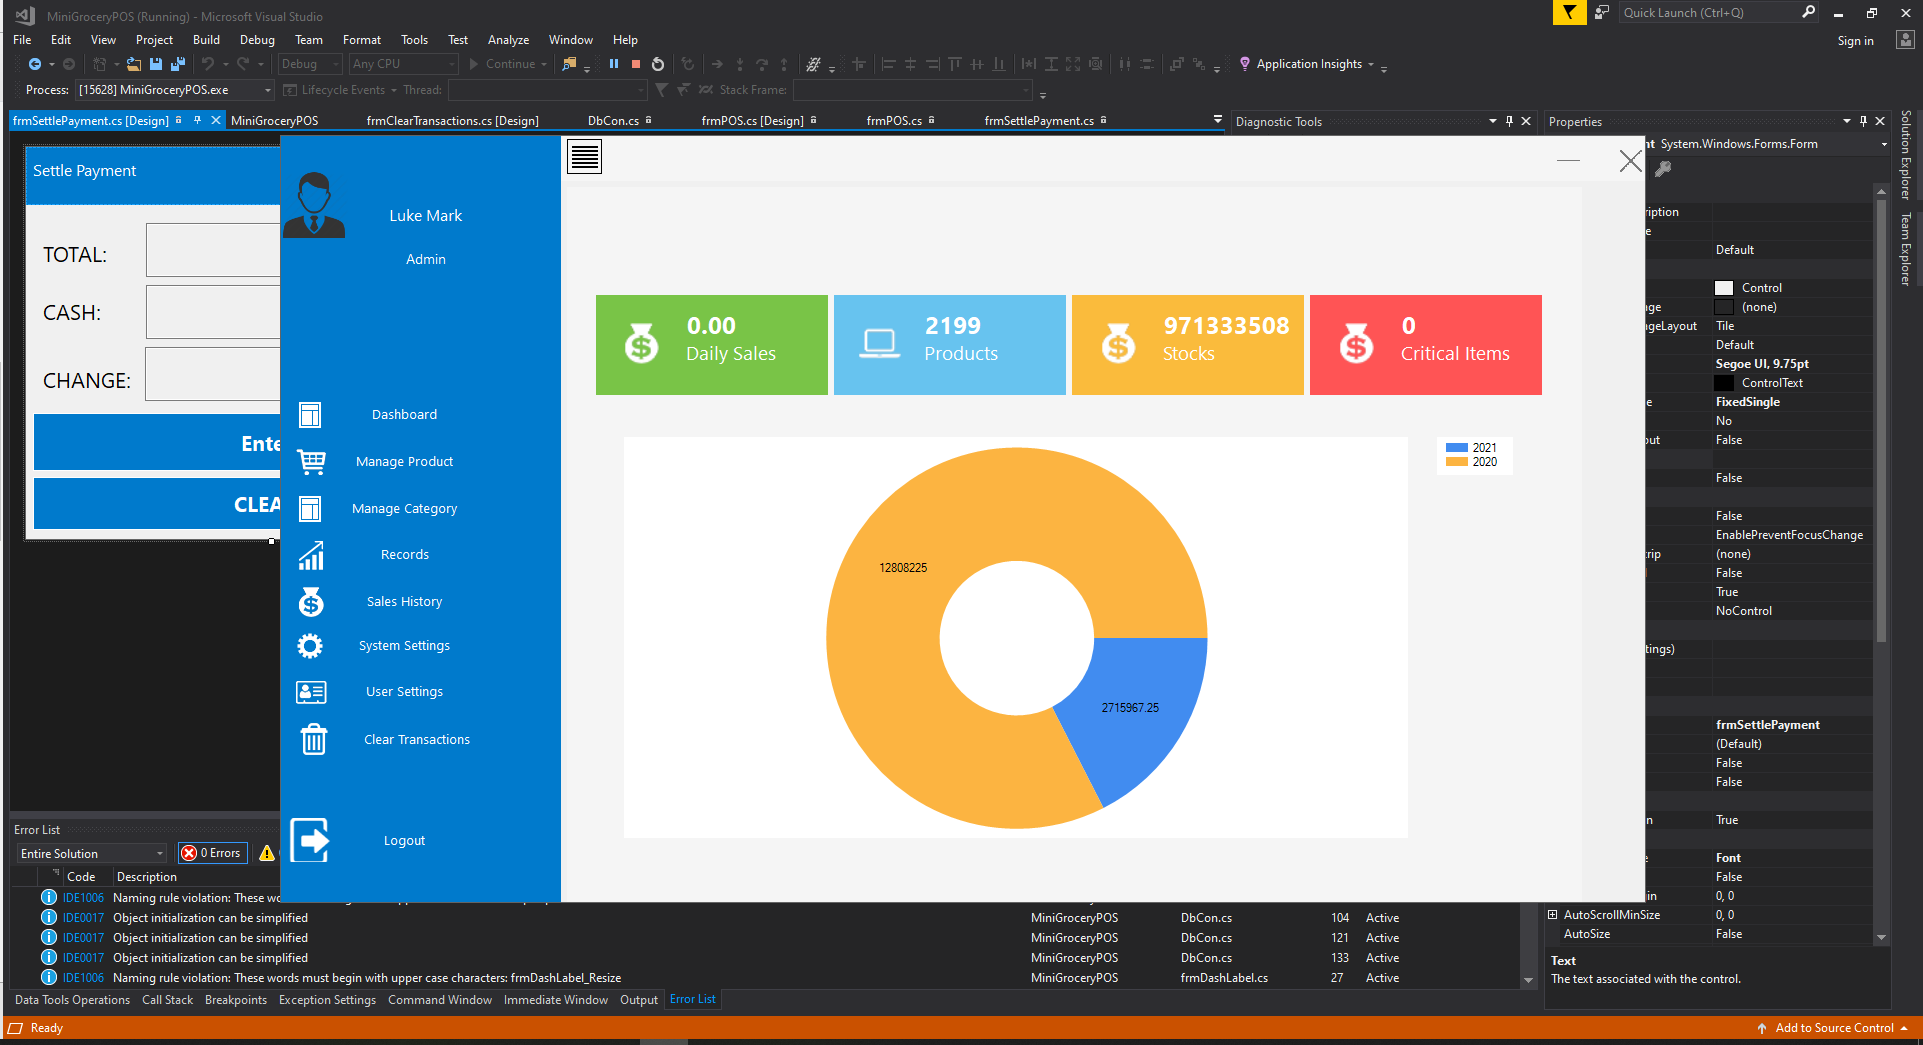 MiniGroceryPOS (Running) - Microsoft Visual Studio
Quick Launch (Ctrl+Q)
File Edit View Project Build Debug Team Format Tools Test Analyze Window Help
Sign in
Debug Any CPU Continue Application Insights
Process: [15628] MiniGroceryPOS.exe Lifecycle Events Thread: Stack Frame:
frmSettlePayment.cs [Design] MiniGroceryPOS frmClearTransactions.cs [Design] DbCon.cs frmPOS.cs [Design] frmPOS.cs frmSettlePayment.cs
Diagnostic Tools
Properties
Solution Explorer
Team Explorer
Settle Payment
TOTAL:
CASH:
CHANGE:
Ente
CLEA
Luke Mark
Admin
Dashboard
Manage Product
Manage Category
Records
Sales History
System Settings
User Settings
Clear Transactions
Logout
0.00
Daily Sales
2199
Products
971333508
Stocks
0
Critical Items
2021
2020
12808225
2715967.25
nt System.Windows.Forms.Form
ription
e
Default
Control
ge (none)
geLayout Tile
Default
Segoe UI, 9.75pt
ControlText
e FixedSingle
No
out False
False
False
EnablePreventFocusChange
rip (none)
False
True
NoControl
tings)
frmSettlePayment
(Default)
False
False
n True
e Font
False
in 0, 0
AutoScrollMinSize 0, 0
AutoSize False
Text
The text associated with the control.
Error List
Entire Solution 0 Errors
Code Description
IDE1006 Naming rule violation: These wo
IDE0017 Object initialization can be simplified MiniGroceryPOS DbCon.cs 104 Active
IDE0017 Object initialization can be simplified MiniGroceryPOS DbCon.cs 121 Active
IDE0017 Object initialization can be simplified MiniGroceryPOS DbCon.cs 133 Active
IDE1006 Naming rule violation: These words must begin with upper case characters: frmDashLabel_Resize MiniGroceryPOS frmDashLabel.cs 27 Active
Data Tools Operations Call Stack Breakpoints Exception Settings Command Window Immediate Window Output Error List
Ready
Add to Source Control